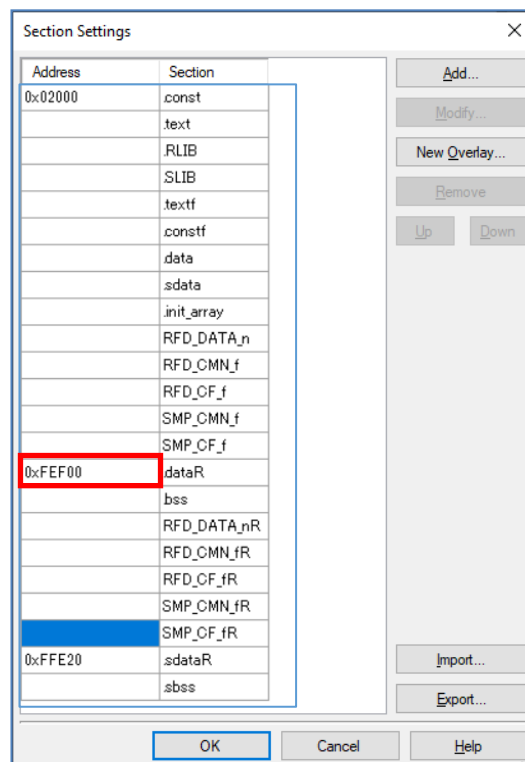 Section Settings
Address Section
0x02000 .const
.text
.RLIB
.SLIB
.textf
.constf
.data
.sdata
.init_array
RFD_DATA_n
RFD_CMN_f
RFD_CF_f
SMP_CMN_f
SMP_CF_f
0xFEF00 .dataR
.bss
RFD_DATA_nR
RFD_CMN_fR
RFD_CF_fR
SMP_CMN_fR
SMP_CF_fR
0xFFE20 .sdataR
.sbss
Add...
Modify...
New Overlay...
Remove
Up Down
Import...
Export...
OK Cancel Help